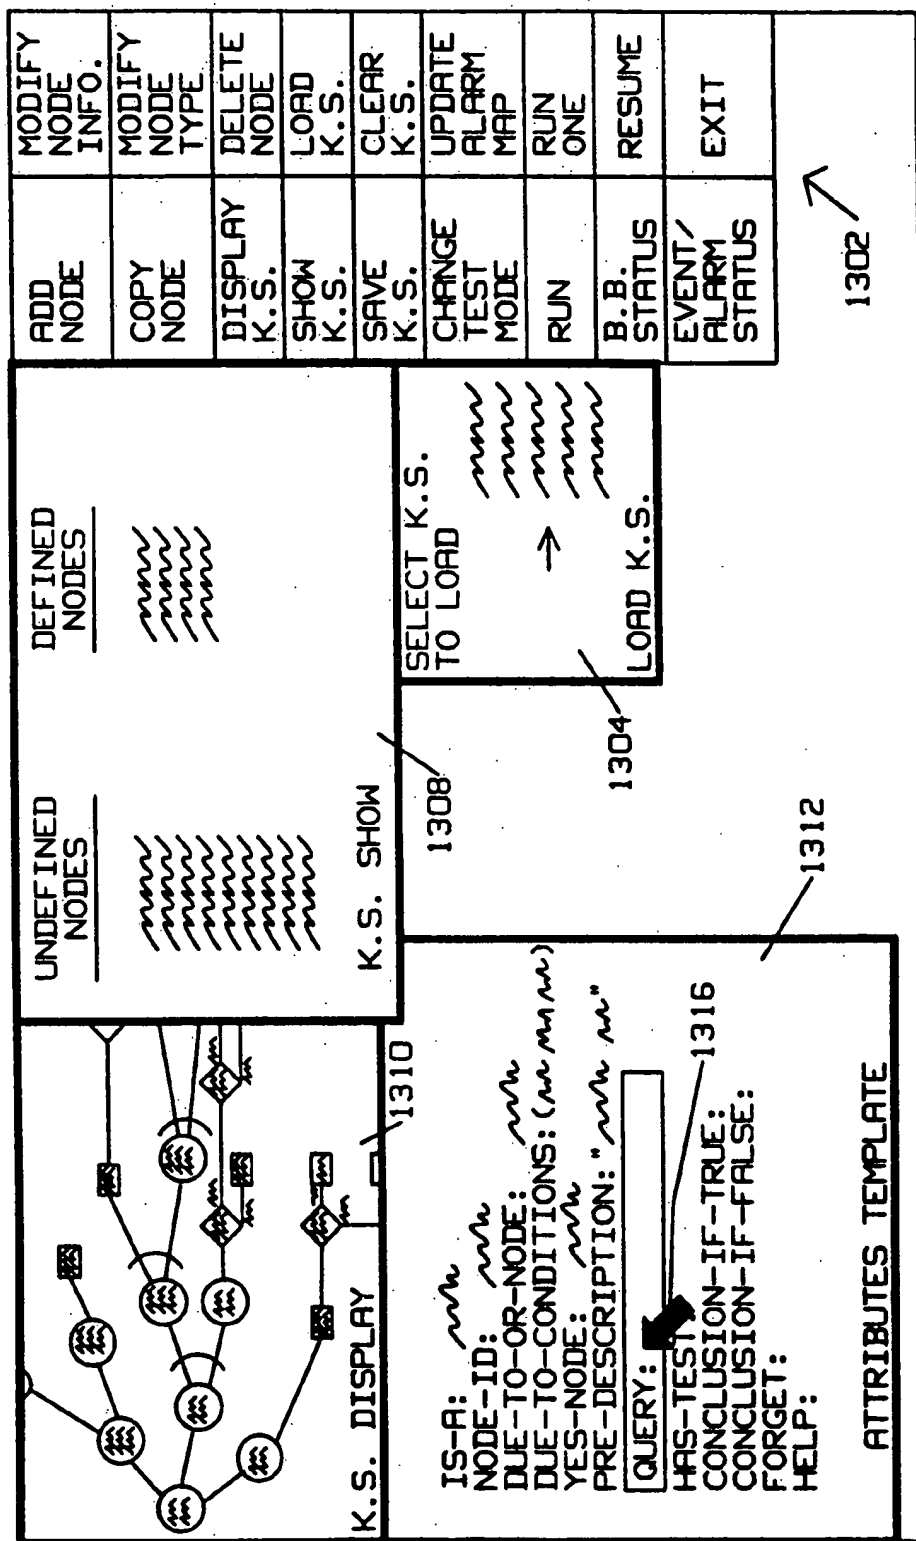 K.S. DISPLAY
1310
UNDEFINED
NODES
DEFINED
NODES
K.S. SHOW
1308
ADD
NODE
MODIFY
NODE
INFO.
COPY
NODE
MODIFY
NODE
TYPE
DISPLAY
K.S.
DELETE
NODE
SHOW
K.S.
LOAD
K.S.
SAVE
K.S.
CLEAR
K.S.
CHANGE
TEST
MODE
UPDATE
ALARM
MAP
RUN
RUN
ONE
B.B.
STATUS
RESUME
EVENT/
ALARM
STATUS
EXIT
1302
SELECT K.S.
TO LOAD
LOAD K.S.
1304
IS-A:
NODE-ID:
DUE-TO-OR-NODE:
DUE-TO-CONDITIONS: ( )
YES-NODE:
PRE-DESCRIPTION: " "
QUERY:
HAS-TEST
CONCLUSION-IF-TRUE:
CONCLUSION-IF-FALSE:
FORGET:
HELP:
ATTRIBUTES TEMPLATE
1316
1312